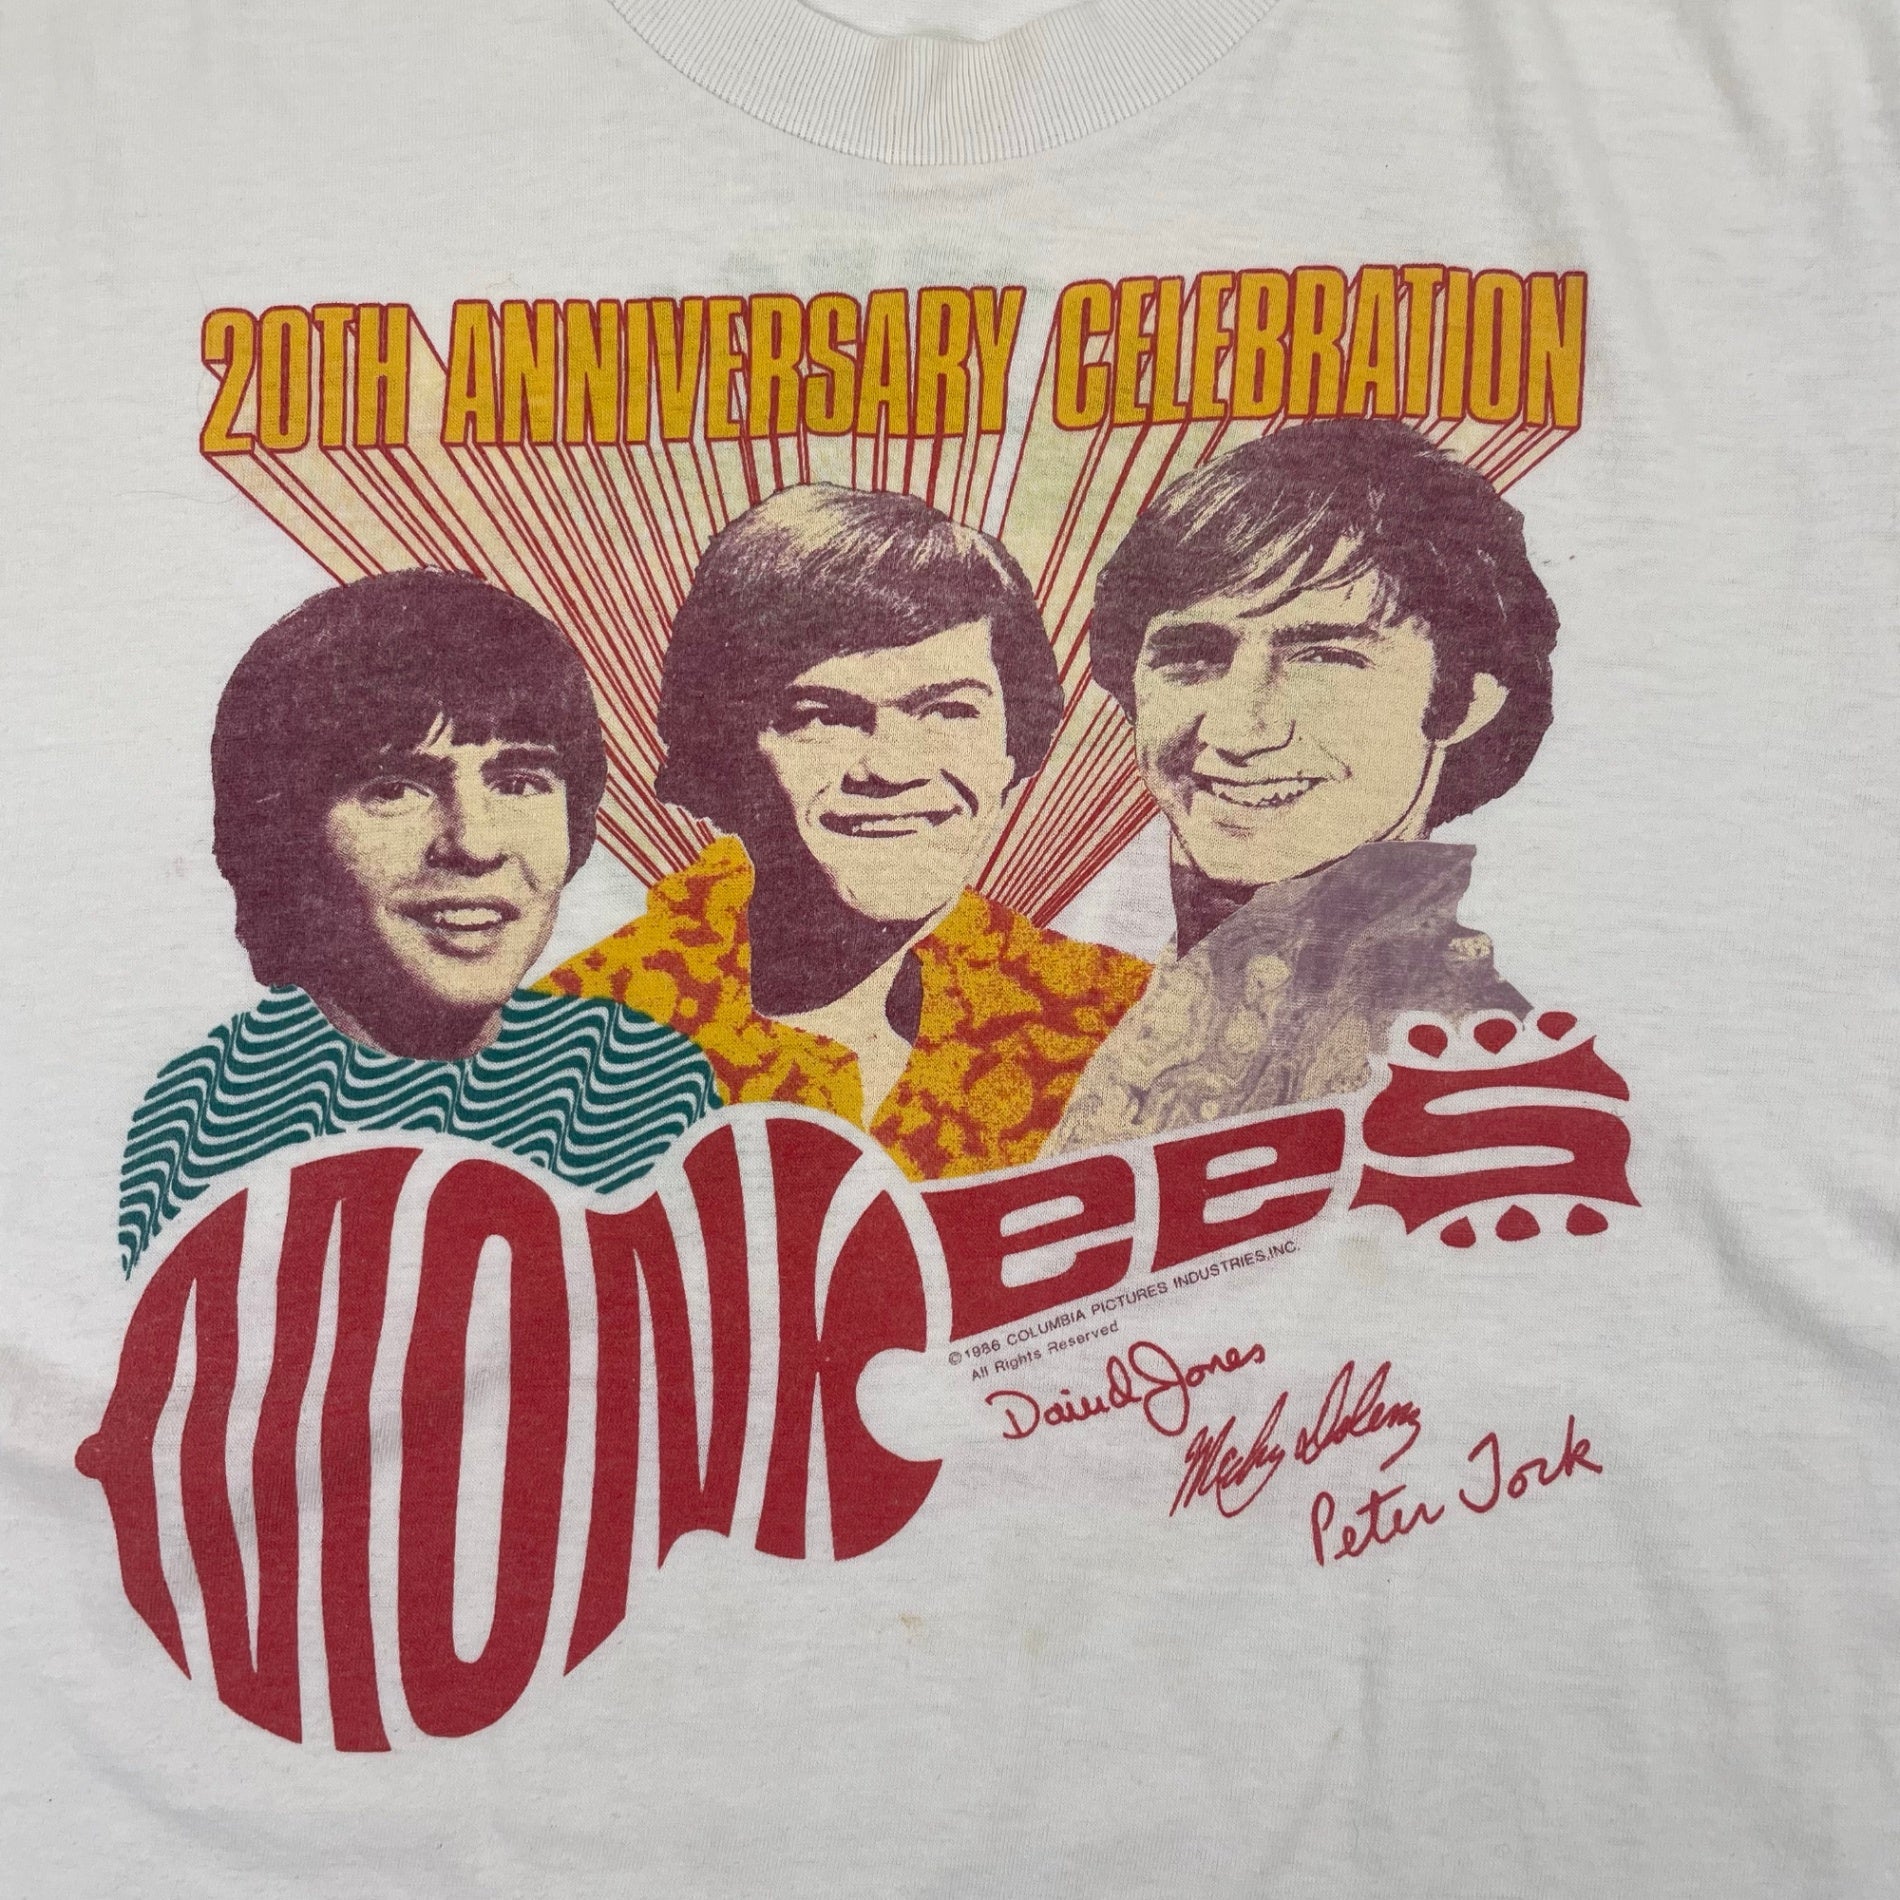 20TH ANNIVERSARY CELEBRATION
MONKEES
©1986 COLUMBIA PICTURES INDUSTRIES, INC.
All Rights Reserved
David Jones
Micky Dolenz
Peter Tork